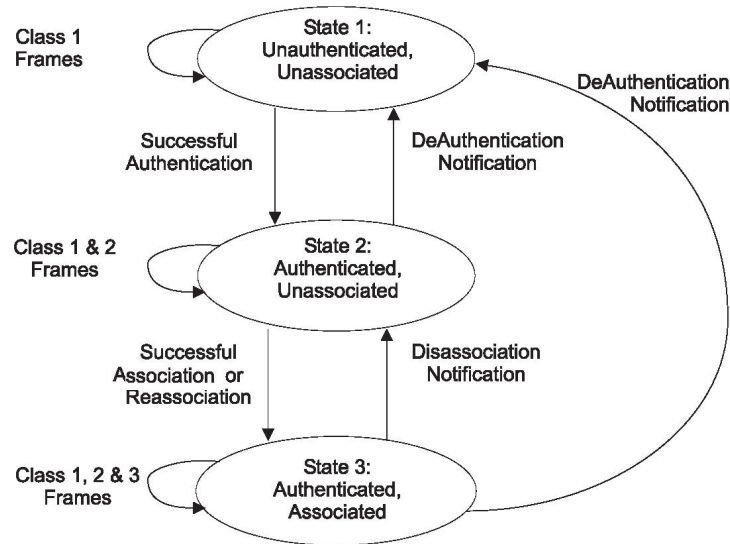 Class 1
Frames
State 1:
Unauthenticated,
Unassociated
DeAuthentication
Notification
Successful
Authentication
DeAuthentication
Notification
Class 1 & 2
Frames
State 2:
Authenticated,
Unassociated
Successful
Association or
Reassociation
Disassociation
Notification
Class 1, 2 & 3
Frames
State 3:
Authenticated,
Associated